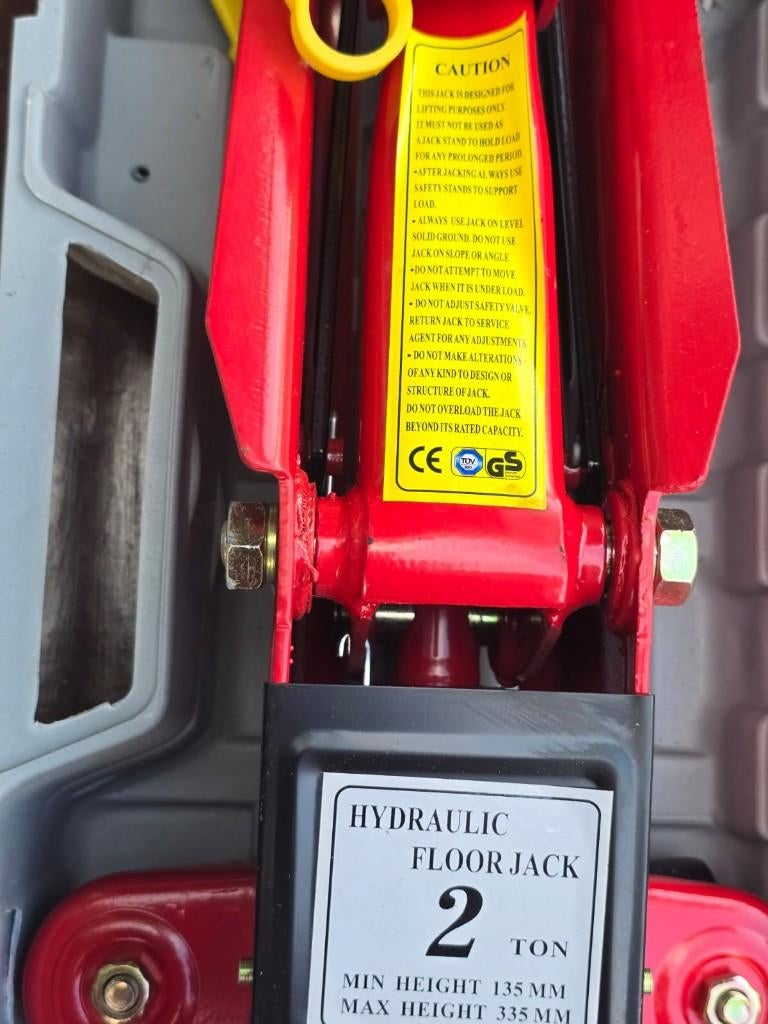 CAUTION
THIS JACK IS DESIGNED FOR
LIFTING PURPOSES ONLY.
IT MUST NOT BE USED AS
A JACK STAND TO HOLD LOAD
FOR ANY PROLONGED PERIOD.
•AFTER JACKING ALWAYS USE
SAFETY STANDS TO SUPPORT
LOAD.
• ALWAYS USE JACK ON LEVEL
SOLID GROUND. DO NOT USE
JACK ON SLOPE OR ANGLE
•DO NOT ATTEMPT TO MOVE
JACK WHEN IT IS UNDER LOAD.
• DO NOT ADJUST SAFETY VALVE.
RETURN JACK TO SERVICE
AGENT FOR ANY ADJUSTMENTS.
• DO NOT MAKE ALTERATIONS
OF ANY KIND TO DESIGN OR
STRUCTURE OF JACK.
DO NOT OVERLOAD THE JACK
BEYOND ITS RATED CAPACITY.
CE TÜV GS
HYDRAULIC
FLOOR JACK
2 TON
MIN HEIGHT 135 MM
MAX HEIGHT 335 MM